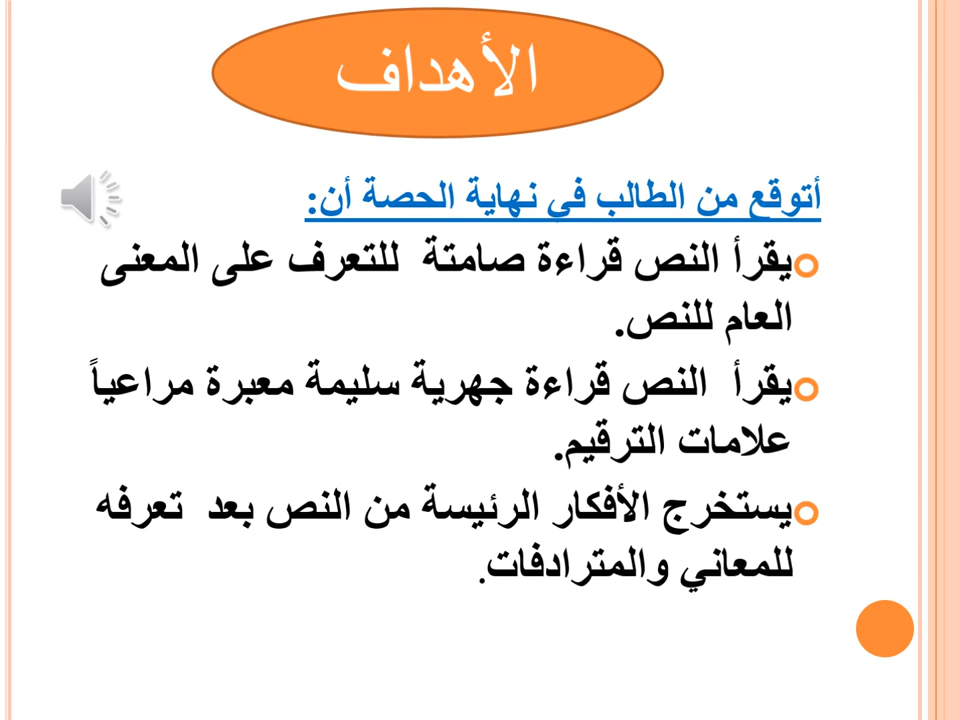 الأهداف
أتوقع من الطالب في نهاية الحصة أن:
يقرأ النص قراءة صامتة للتعرف على المعنى
العام للنص.
يقرأ النص قراءة جهرية سليمة معبرة مراعياً
علامات الترقيم.
يستخرج الأفكار الرئيسة من النص بعد تعرفه
للمعاني والمترادفات.